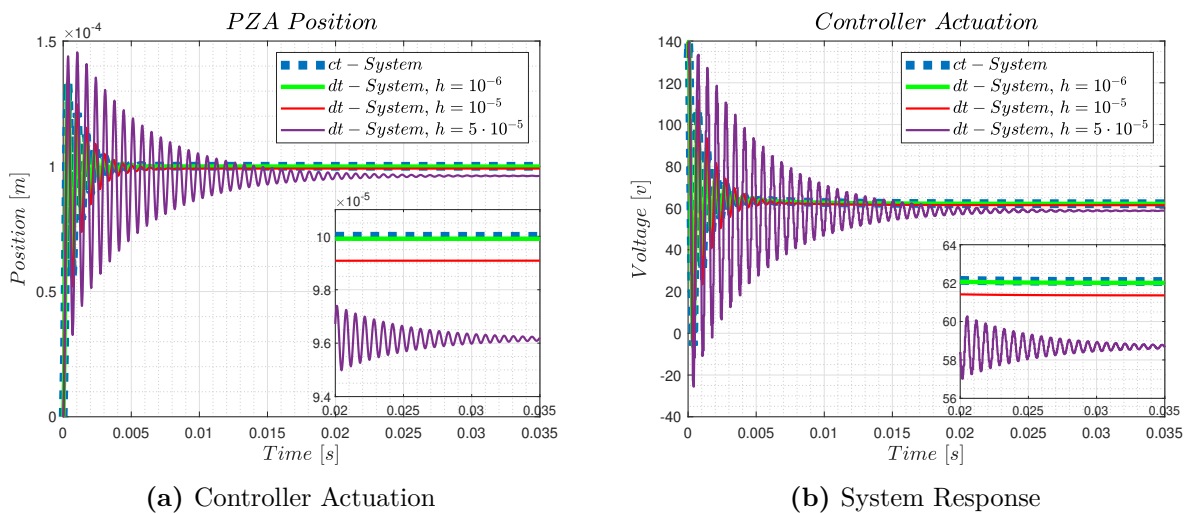 PZA Position
×10⁻⁴
1.5
1
0.5
0
Position [m]
ct − System
dt − System, h = 10⁻⁶
dt − System, h = 10⁻⁵
dt − System, h = 5 · 10⁻⁵
×10⁻⁵
10
9.8
9.6
9.4
0.02 0.025 0.03 0.035
0 0.005 0.01 0.015 0.02 0.025 0.03 0.035
Time [s]
(a) Controller Actuation
Controller Actuation
140
120
100
80
60
40
20
0
-20
-40
Voltage [v]
ct − System
dt − System, h = 10⁻⁶
dt − System, h = 10⁻⁵
dt − System, h = 5 · 10⁻⁵
64
62
60
58
56
0.02 0.025 0.03 0.035
0 0.005 0.01 0.015 0.02 0.025 0.03 0.035
Time [s]
(b) System Response